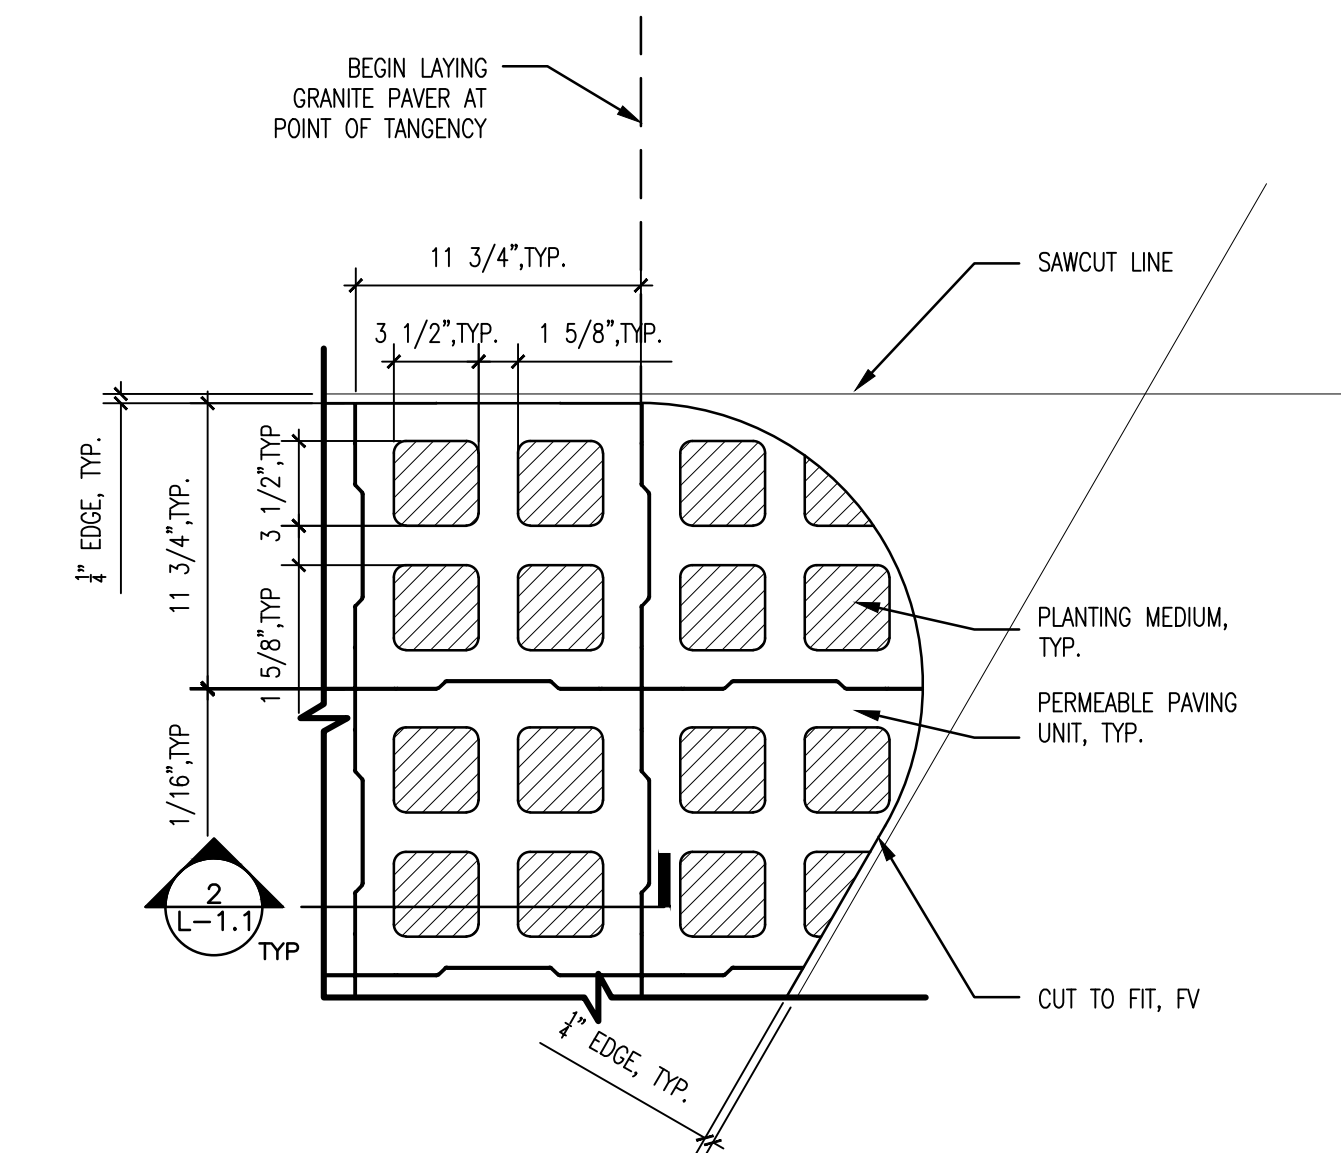 BEGIN LAYING
GRANITE PAVER AT
POINT OF TANGENCY
11 3/4",TYP.
SAWCUT LINE
3 1/2",TYP.
1 5/8",TYP.
1/4" EDGE, TYP.
11 3/4",TYP.
3 1/2",TYP
1 5/8",TYP
1/16",TYP
PLANTING MEDIUM,
TYP.
PERMEABLE PAVING
UNIT, TYP.
2
L-1.1
TYP
CUT TO FIT, FV
1/4" EDGE, TYP.